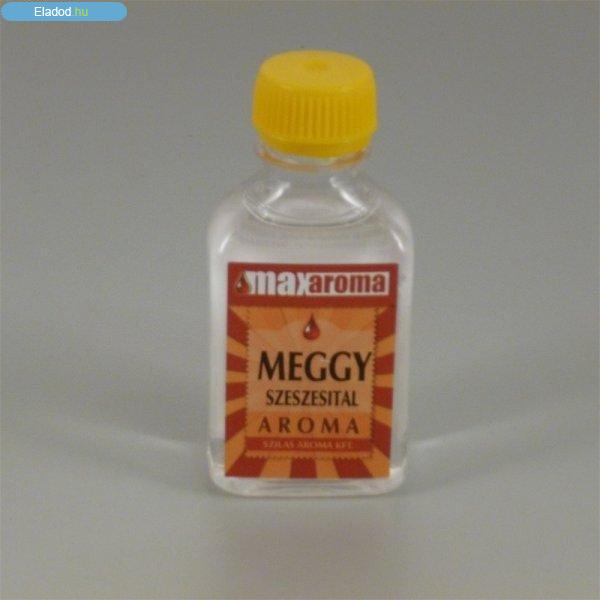 Eladod.hu
maxaroma
MEGGY
SZESZESITAL
AROMA
SZILAS AROMA KFT.